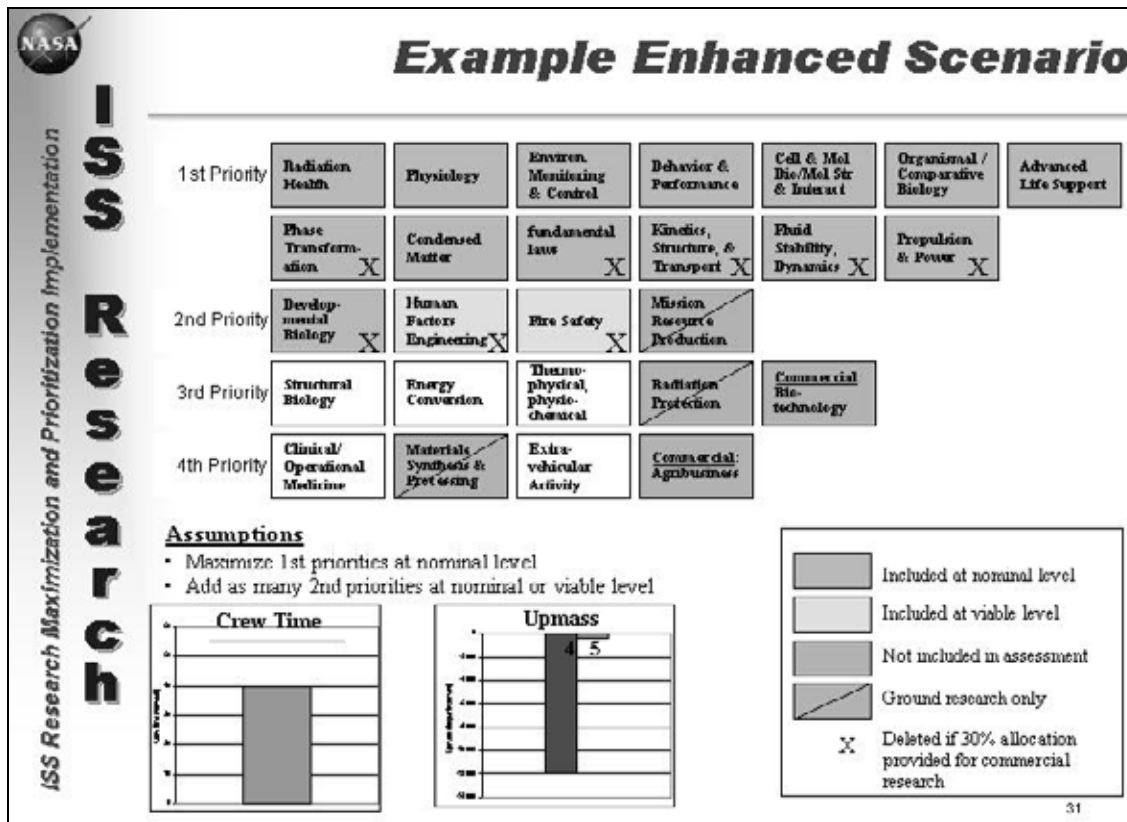 NASA
Example Enhanced Scenario
ISS Research
ISS Research Maximization and Prioritization Implementation
1st Priority
Radiation
Health
Physiology
Environ.
Monitoring
& Control
Behavior &
Performance
Cell & Mol
Bio/Mol Str
& Interact
Organismal /
Comparative
Biology
Advanced
Life Support
Phase
Transform-
ation X
Condensed
Matter
fundamental
laws X
Kinetics,
Structure, &
Transport X
Fluid
Stability,
Dynamics X
Propulsion
& Power X
2nd Priority
Develop-
mental
Biology X
Human
Factors
Engineering X
Fire Safety
X
Mission
Resource
Production
3rd Priority
Structural
Biology
Energy
Conversion
Thermo-
physical,
physio-
chemical
Radiation
Protection
Commercial
Bio-
technology
4th Priority
Clinical/
Operational
Medicine
Materials
Synthesis &
Processing
Extra-
vehicular
Activity
Commercial:
Agribusiness
Assumptions
• Maximize 1st priorities at nominal level
• Add as many 2nd priorities at nominal or viable level
Crew Time
Upmass
4 5
Included at nominal level
Included at viable level
Not included in assessment
Ground research only
X Deleted if 30% allocation
provided for commercial
research
31